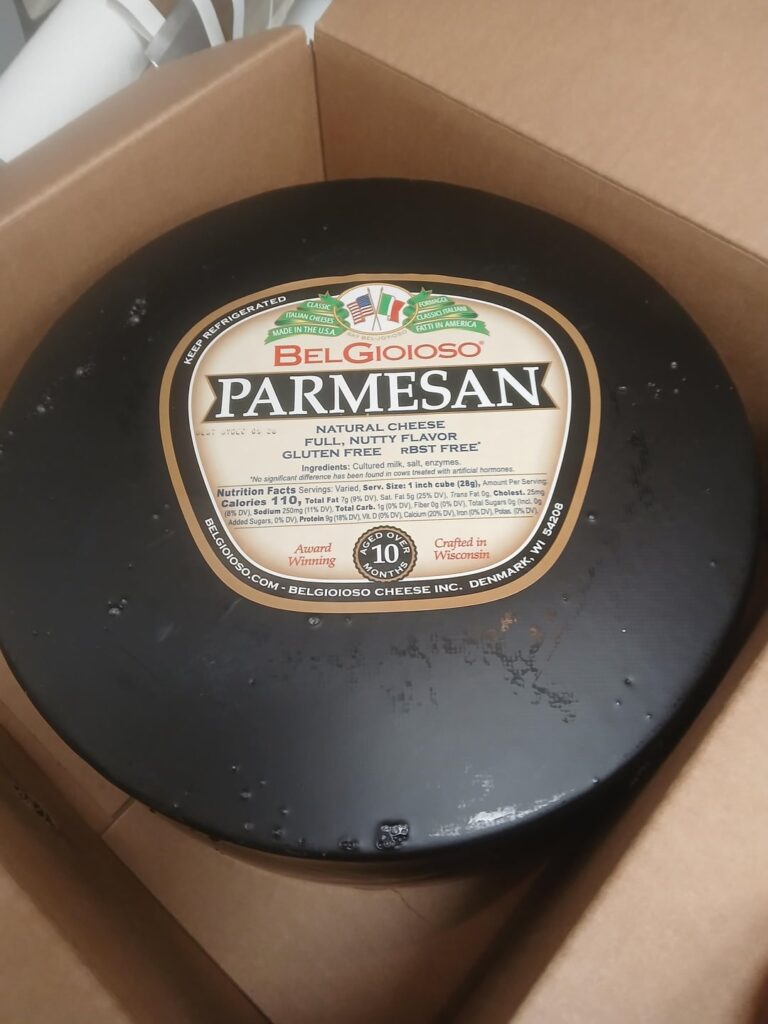 KEEP REFRIGERATED
CLASSIC
ITALIAN CHEESES
MADE IN THE U.S.A.
FORMAGGI
CLASSICI ITALIANI
FATTI IN AMERICA
BELGIOIOSO®
PARMESAN
NATURAL CHEESE
FULL, NUTTY FLAVOR
GLUTEN FREE rBST FREE*
Ingredients: Cultured milk, salt, enzymes.
*No significant difference has been found in cows treated with artificial hormones.
Nutrition Facts Servings: Varied, Serv. Size: 1 inch cube (28g), Amount Per Serving:
Calories 110, Total Fat 7g (9% DV), Sat. Fat 5g (25% DV), Trans Fat 0g, Cholest. 25mg
(8% DV), Sodium 250mg (11% DV), Total Carb. 1g (0% DV), Fiber 0g (0% DV), Total Sugars 0g (Incl. 0g
Added Sugars, 0% DV), Protein 9g (18% DV), Vit. D (0% DV), Calcium (20% DV), Iron (0% DV), Potas. (0% DV).
Award
Winning
AGED OVER
10
MONTHS
Crafted in
Wisconsin
BELGIOIOSO.COM - BELGIOIOSO CHEESE INC. DENMARK, WI 54208